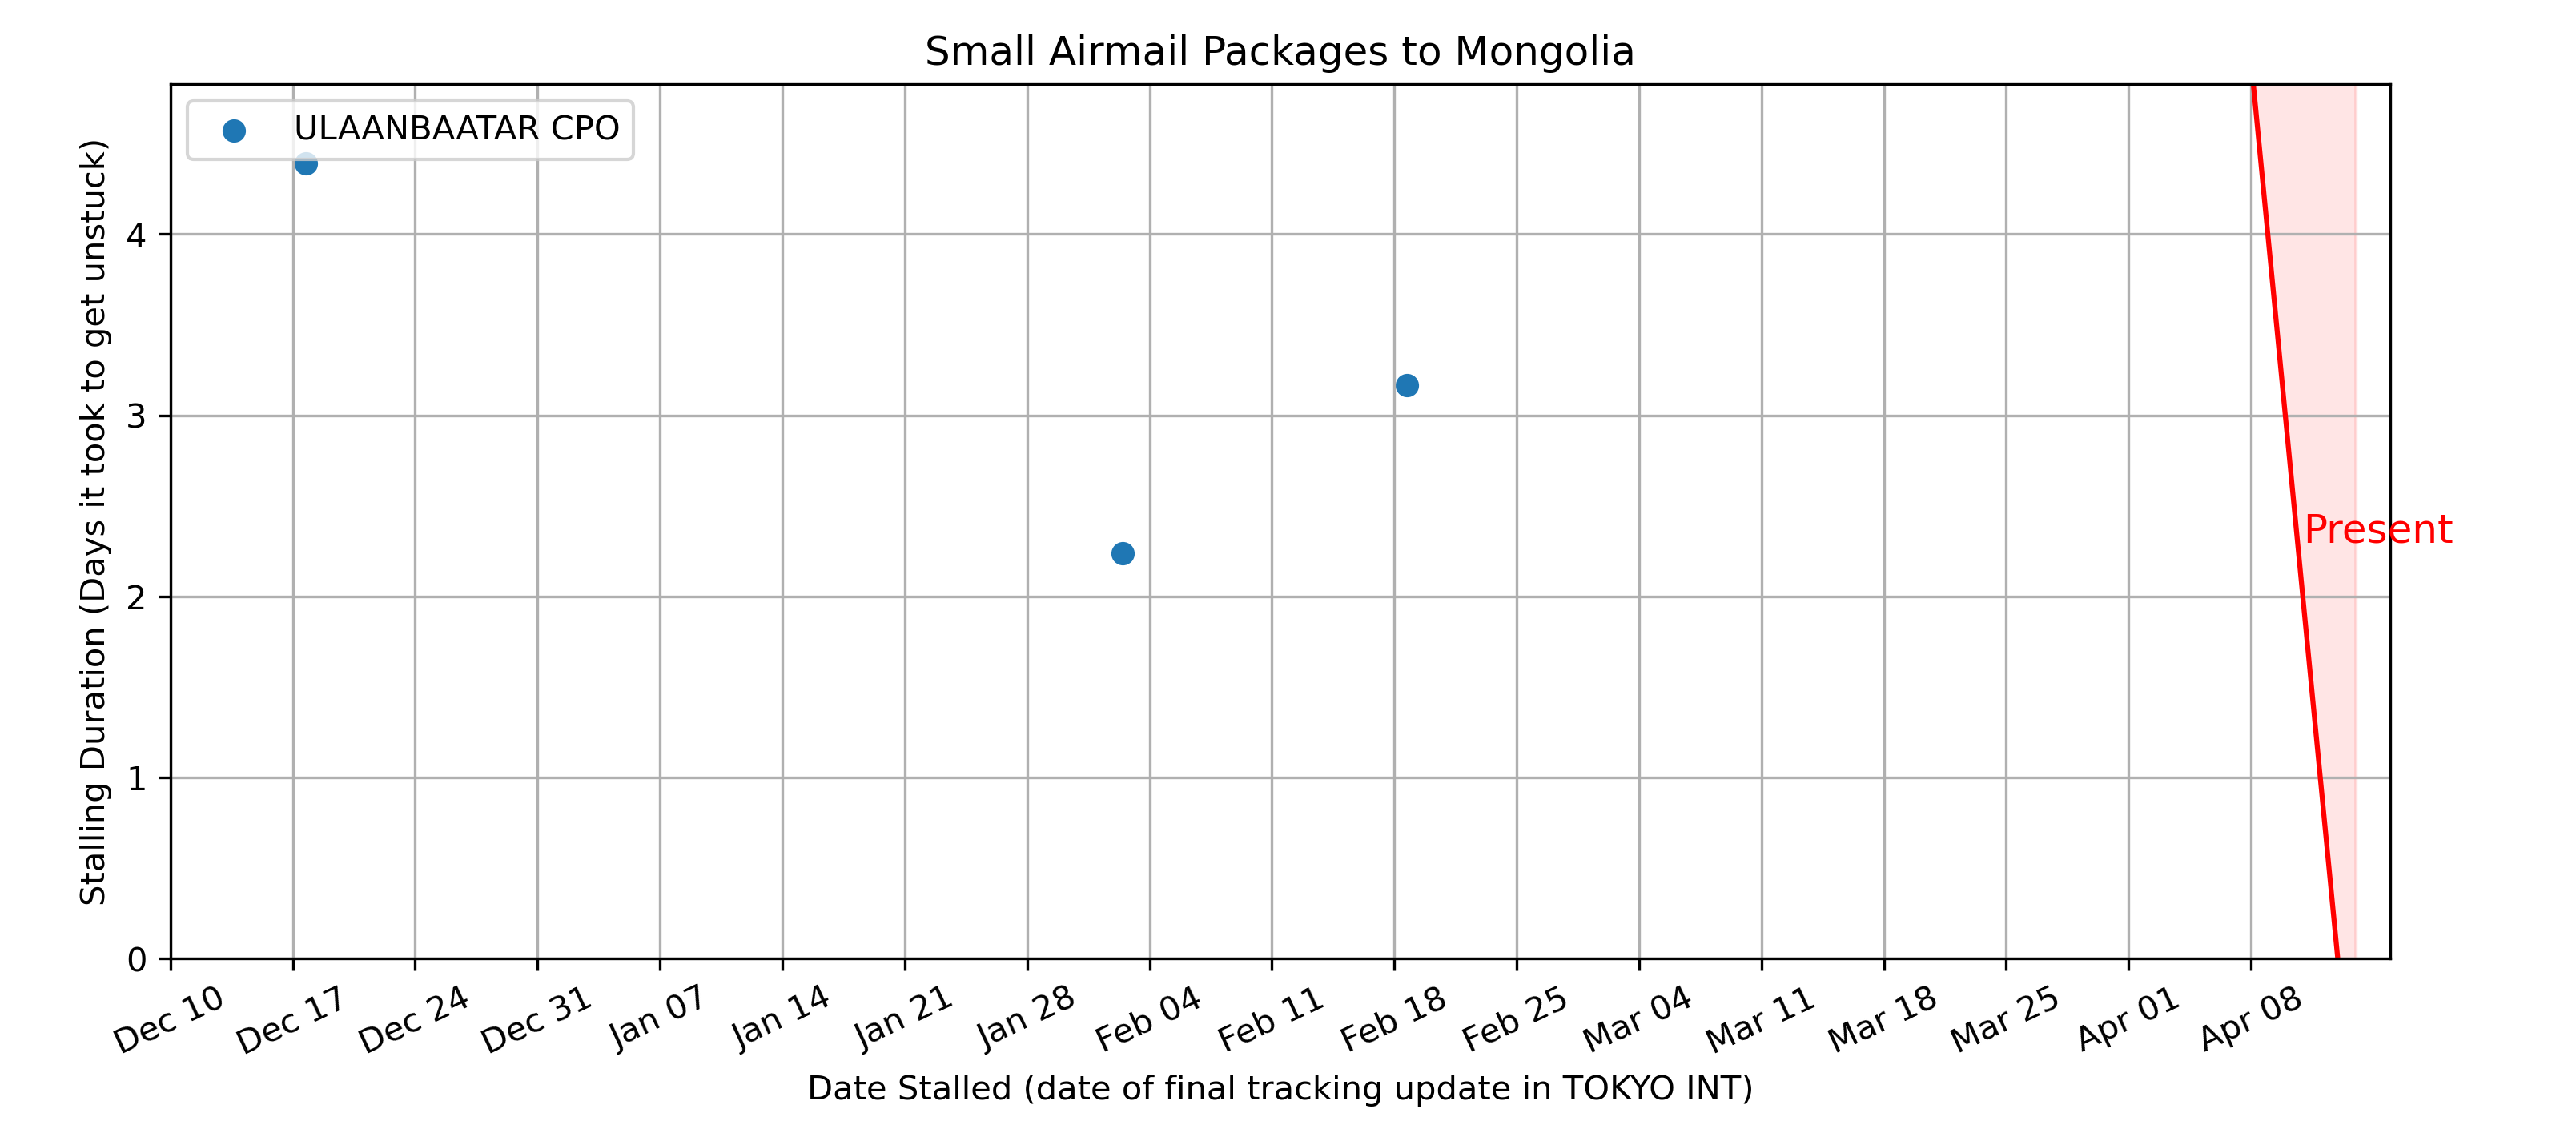 Small Airmail Packages to Mongolia
ULAANBAATAR CPO
Stalling Duration (Days it took to get unstuck)
4
3
2
1
0
Present
Dec 10
Dec 17
Dec 24
Dec 31
Jan 07
Jan 14
Jan 21
Jan 28
Feb 04
Feb 11
Feb 18
Feb 25
Mar 04
Mar 11
Mar 18
Mar 25
Apr 01
Apr 08
Date Stalled (date of final tracking update in TOKYO INT)